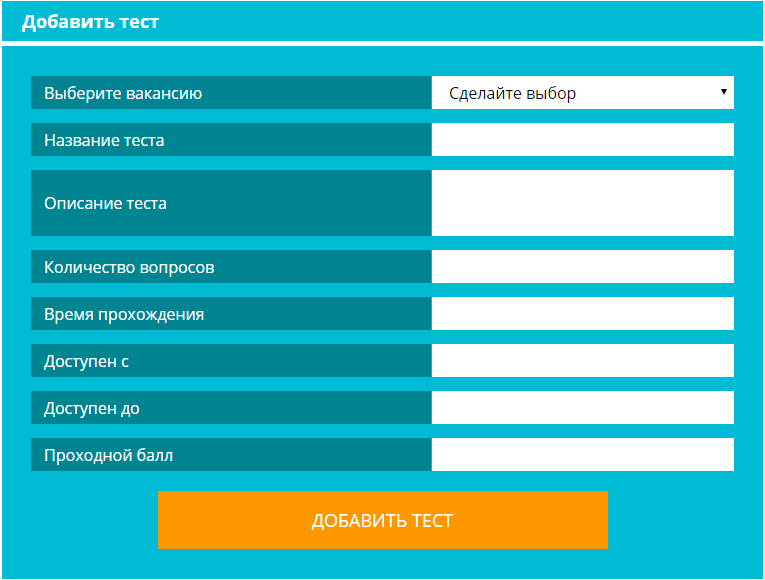 Добавить тест
Выберите вакансию
Сделайте выбор
Название теста
Описание теста
Количество вопросов
Время прохождения
Доступен с
Доступен до
Проходной балл
ДОБАВИТЬ ТЕСТ